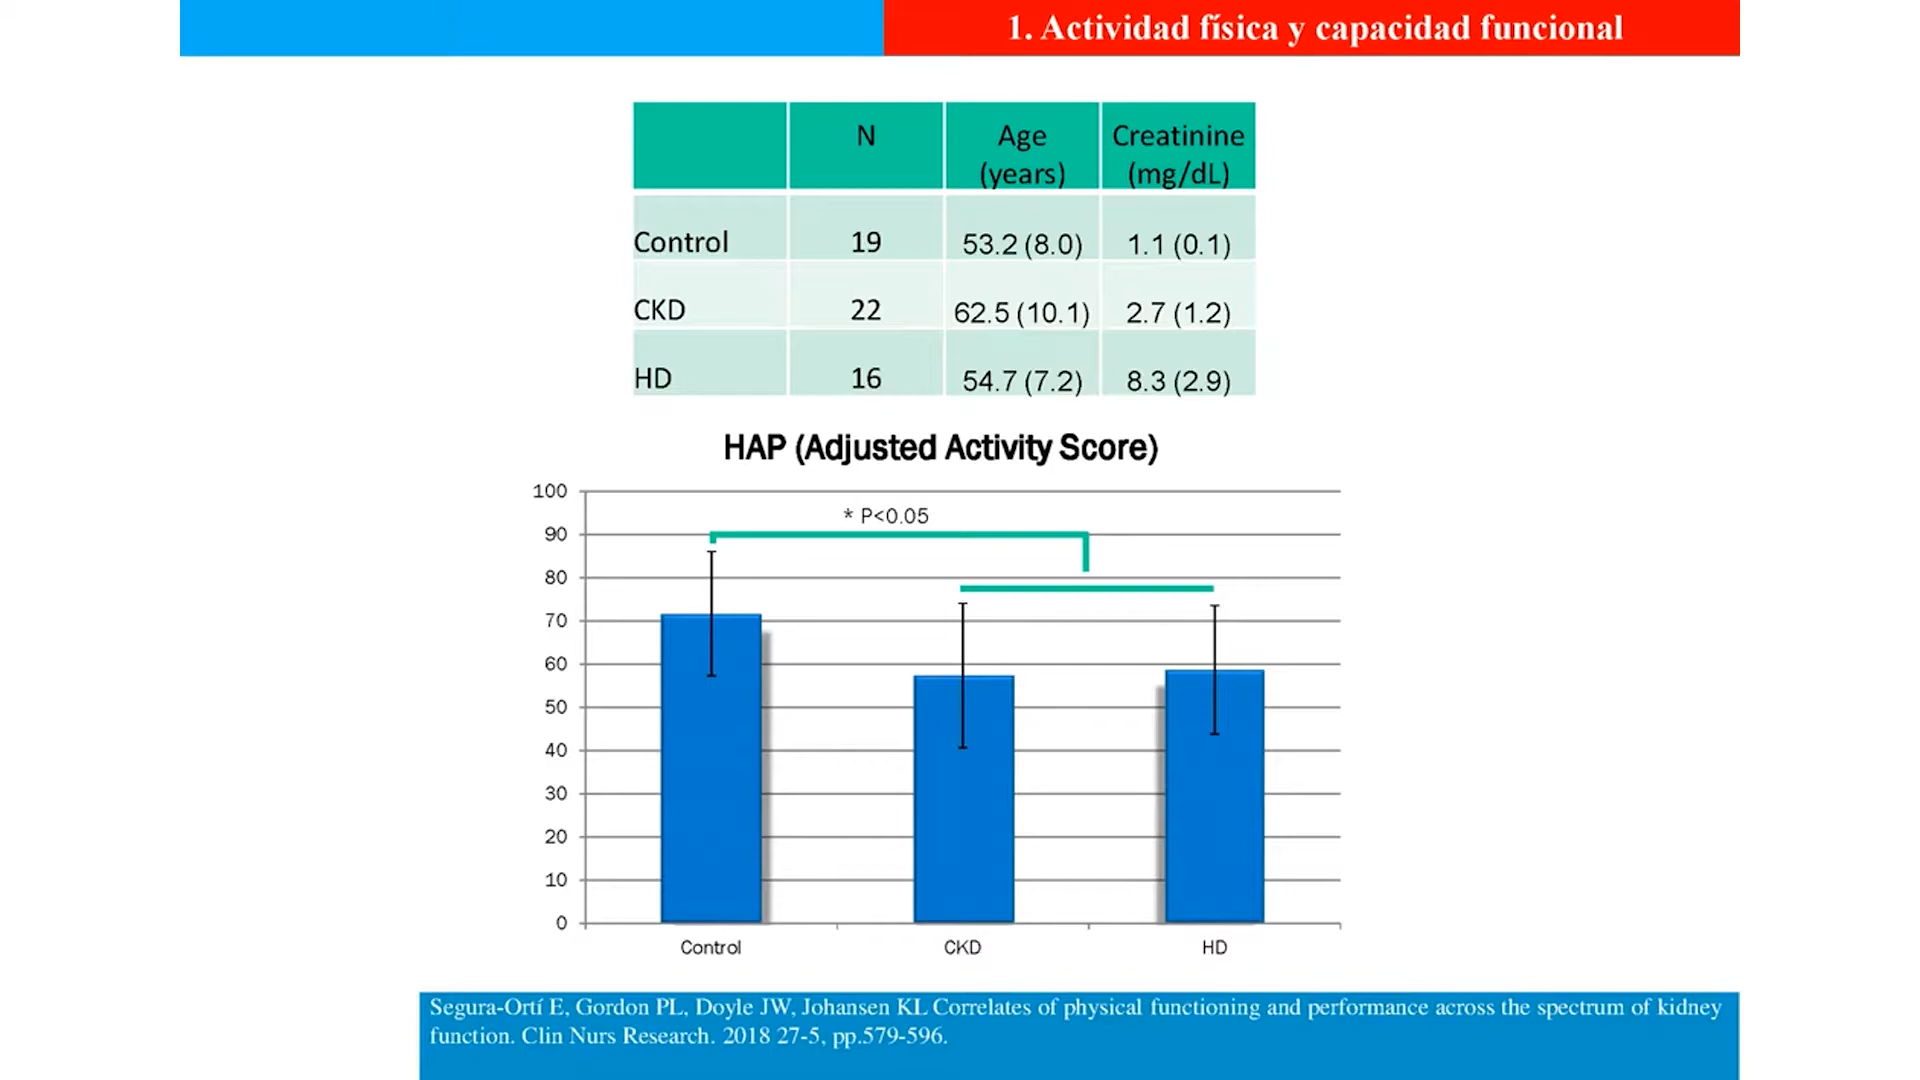 1. Actividad física y capacidad funcional
N Age (years) Creatinine (mg/dL)
Control 19 53.2 (8.0) 1.1 (0.1)
CKD 22 62.5 (10.1) 2.7 (1.2)
HD 16 54.7 (7.2) 8.3 (2.9)
HAP (Adjusted Activity Score)
100
* P<0.05
90
80
70
60
50
40
30
20
10
0
Control CKD HD
Segura-Ortí E, Gordon PL, Doyle JW, Johansen KL Correlates of physical functioning and performance across the spectrum of kidney
function. Clin Nurs Research. 2018 27-5, pp.579-596.